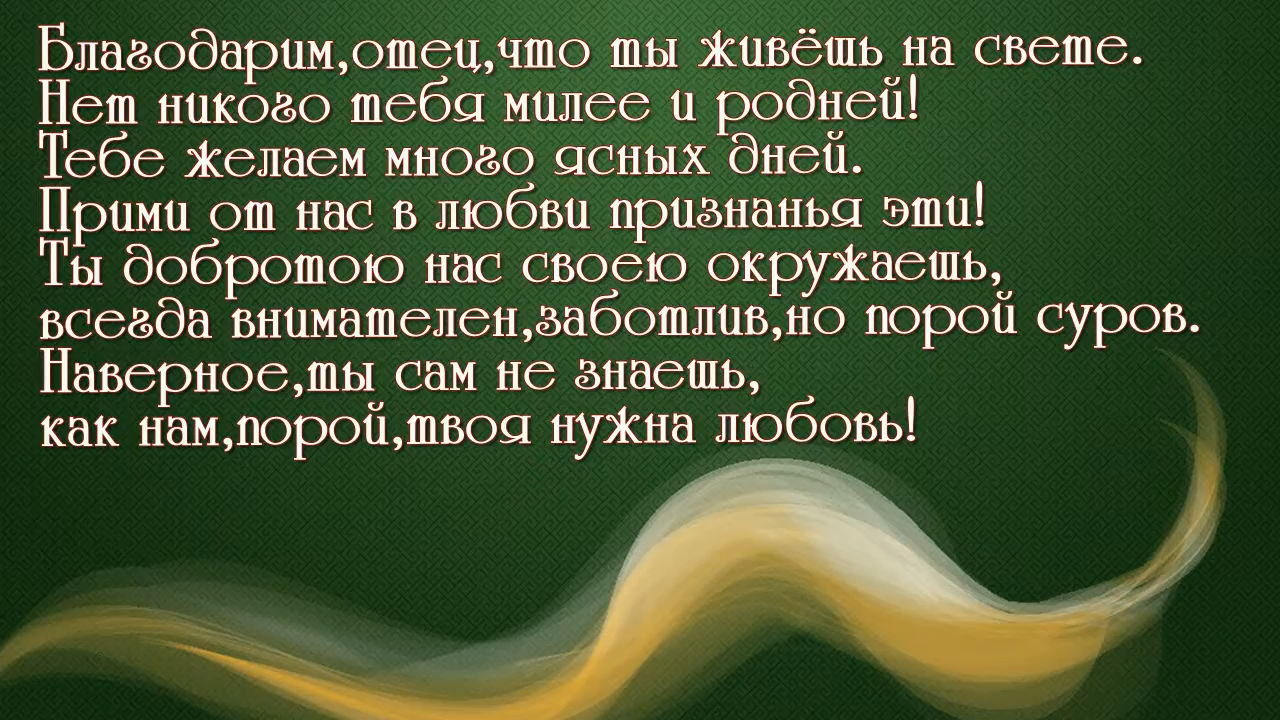 Благодарим,отец,что ты живёшь на свете.
Нет никого тебя милее и родней!
Тебе желаем много ясных дней.
Прими от нас в любви признанья эти!
Ты добротою нас своею окружаешь,
всегда внимателен,заботлив,но порой суров.
Наверное,ты сам не знаешь,
как нам,порой,твоя нужна любовь!